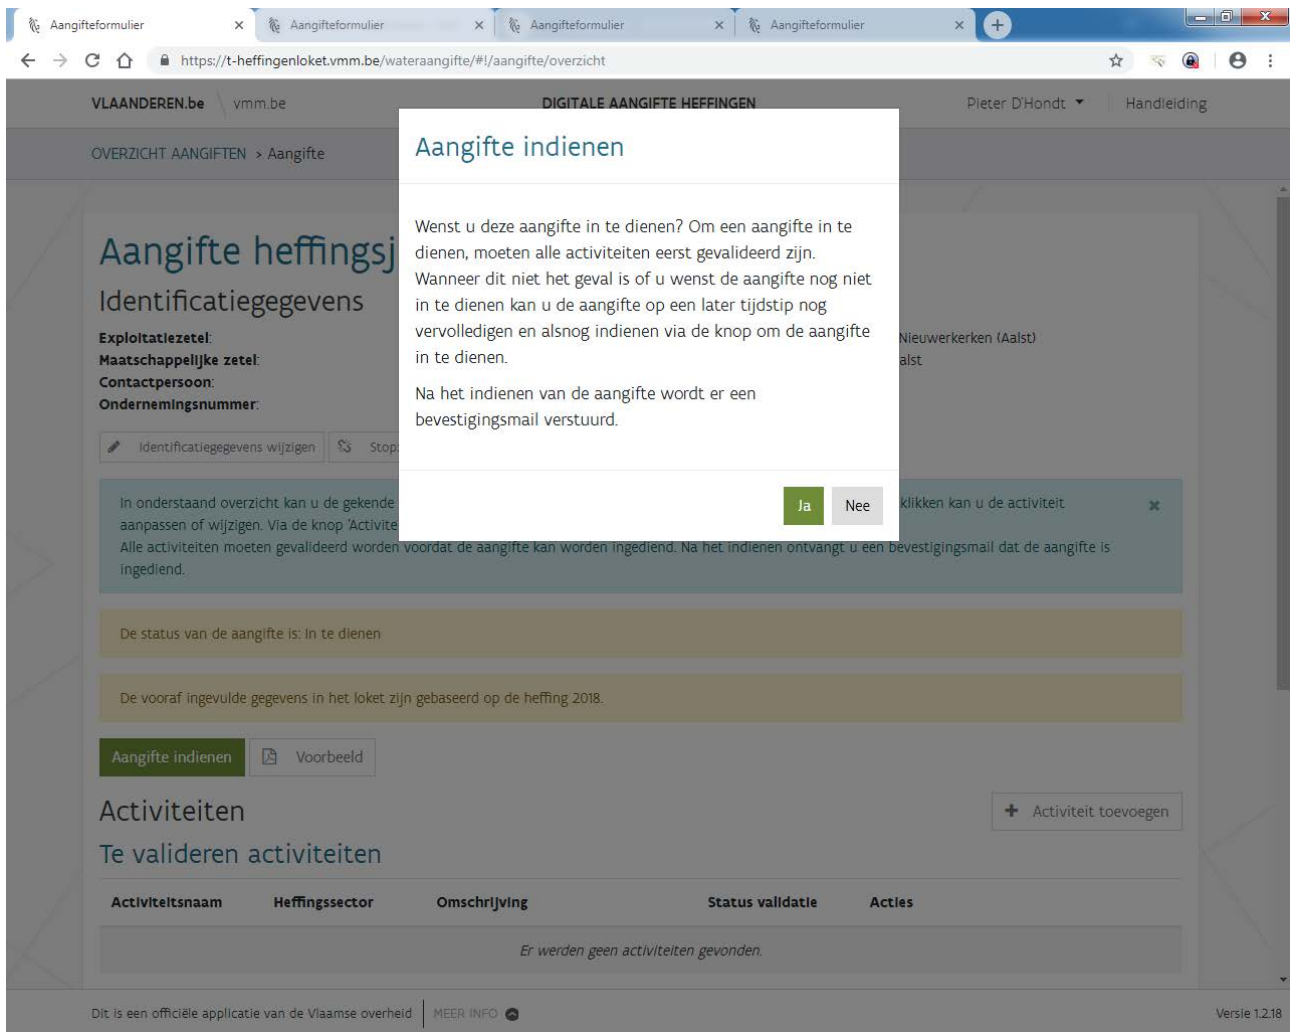 Aangifteformulier
Aangifteformulier
Aangifteformulier
Aangifteformulier
https://t-heffingenloket.vmm.be/wateraangifte/#!/aangifte/overzicht
VLAANDEREN.be vmm.be DIGITALE AANGIFTE HEFFINGEN Pieter D'Hondt Handleiding
OVERZICHT AANGIFTEN > Aangifte
Aangifte indienen
Wenst u deze aangifte in te dienen? Om een aangifte in te
dienen, moeten alle activiteiten eerst gevalideerd zijn.
Wanneer dit niet het geval is of u wenst de aangifte nog niet
in te dienen kan u de aangifte op een later tijdstip nog
vervolledigen en alsnog indienen via de knop om de aangifte
in te dienen.
Na het indienen van de aangifte wordt er een
bevestigingsmail verstuurd.
Ja Nee
Aangifte heffingsj
Identificatiegegevens
Exploitatiezetel: Nieuwerkerken (Aalst)
Maatschappelijke zetel: alst
Contactpersoon:
Ondernemingsnummer:
Identificatiegegevens wijzigen Stop
In onderstaand overzicht kan u de gekende klikken kan u de activiteit
aanpassen of wijzigen. Via de knop 'Activite
Alle activiteiten moeten gevalideerd worden voordat de aangifte kan worden ingediend. Na het indienen ontvangt u een bevestigingsmail dat de aangifte is
ingediend.
De status van de aangifte is: In te dienen
De vooraf ingevulde gegevens in het loket zijn gebaseerd op de heffing 2018.
Aangifte indienen Voorbeeld
Activiteiten
Activiteit toevoegen
Te valideren activiteiten
Activiteitsnaam Heffingssector Omschrijving Status validatie Acties
Er werden geen activiteiten gevonden.
Dit is een officiële applicatie van de Vlaamse overheid MEER INFO Versie 1.2.18